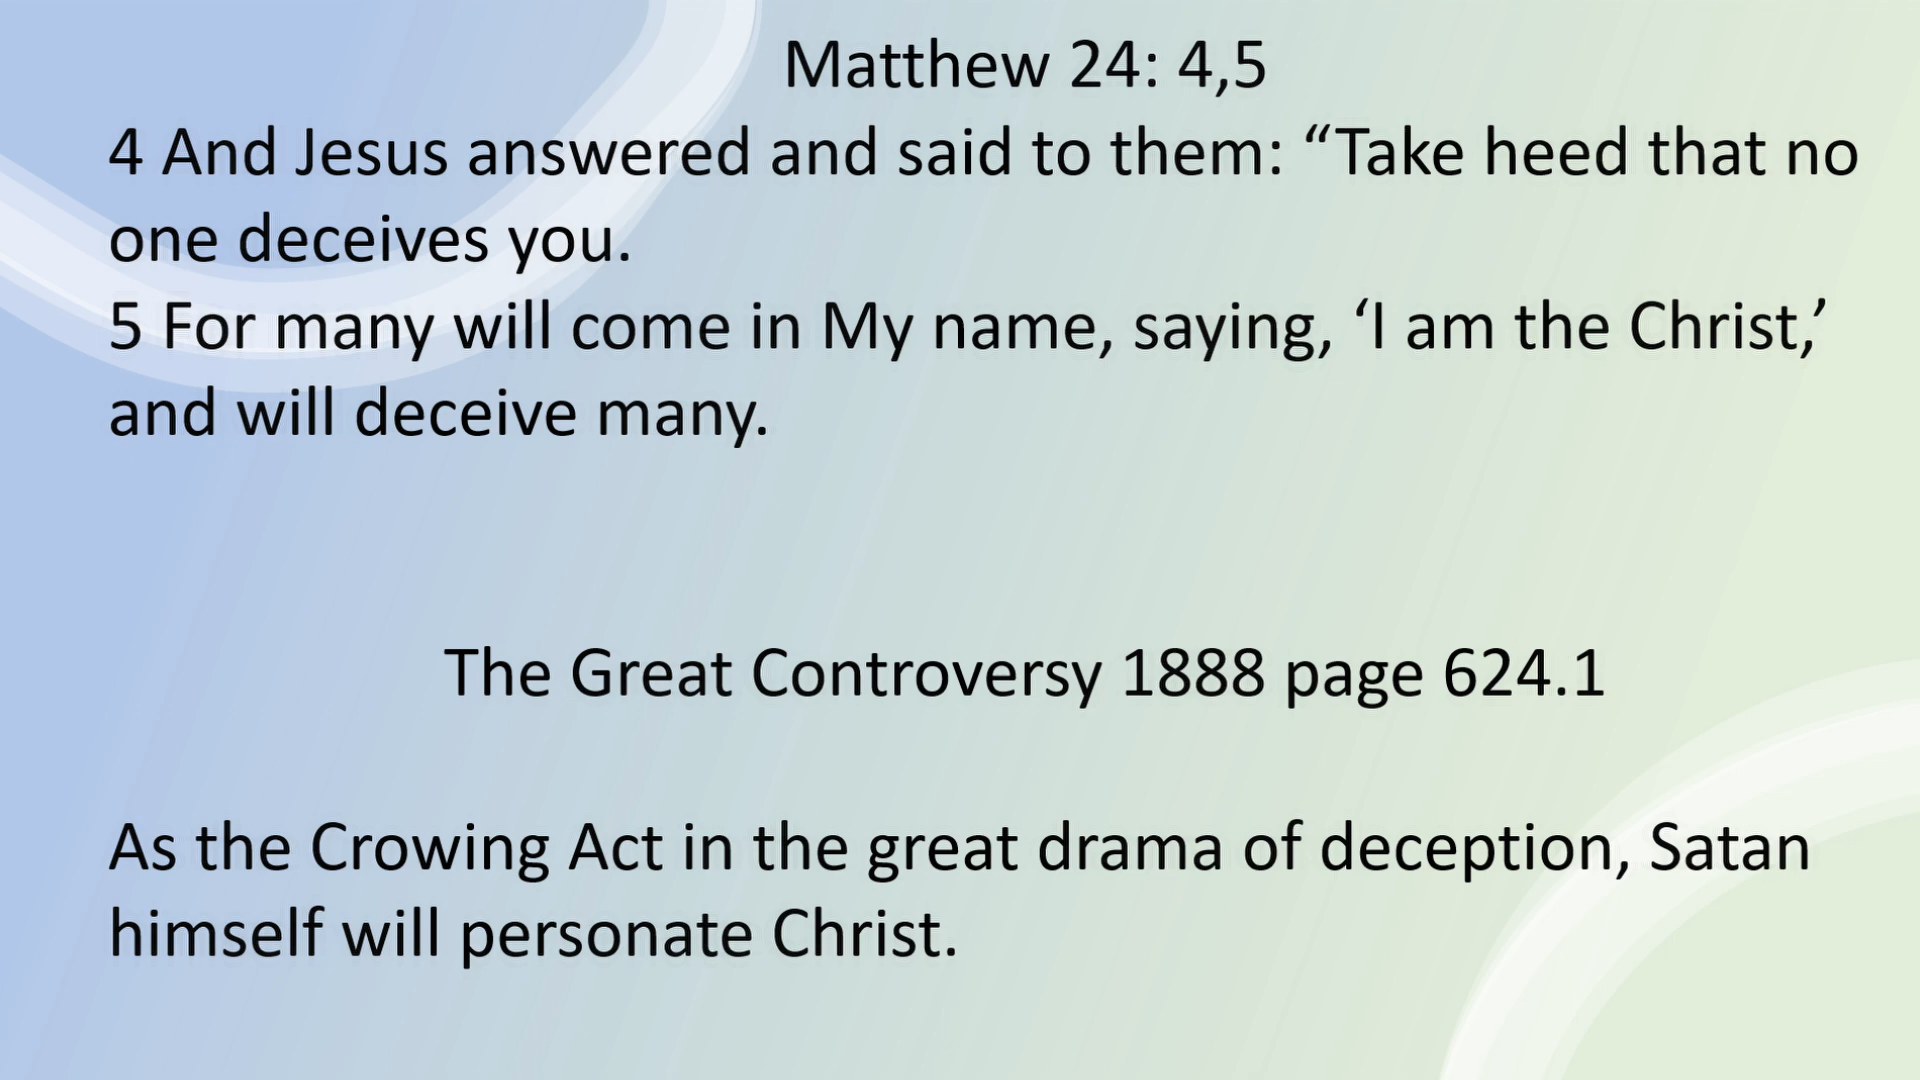 Matthew 24: 4,5
4 And Jesus answered and said to them: “Take heed that no
one deceives you.
5 For many will come in My name, saying, ‘I am the Christ,’
and will deceive many.
The Great Controversy 1888 page 624.1
As the Crowing Act in the great drama of deception, Satan
himself will personate Christ.